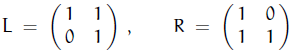 L = ( 1 1 ) , R = ( 1 0 )
( 0 1 ) ( 1 1 )